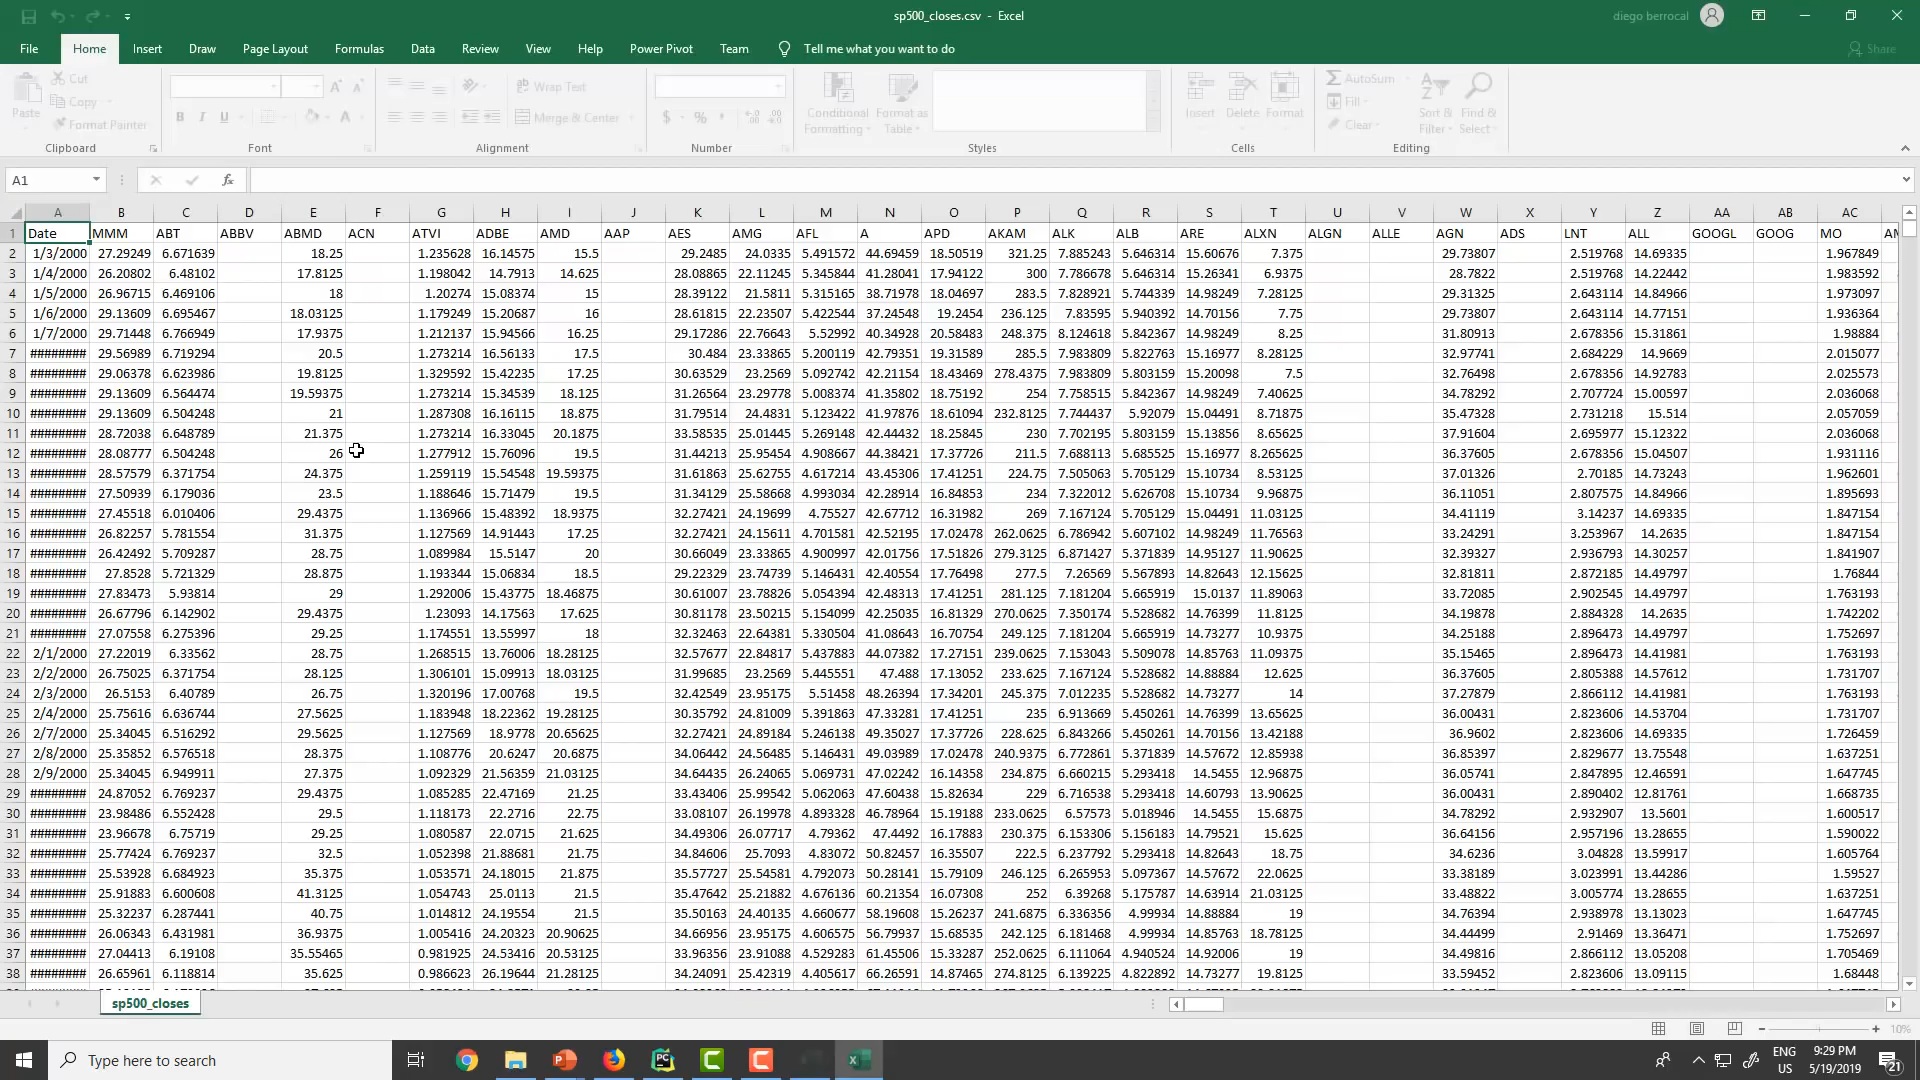 sp500_closes.csv - Excel
diego berrocal
File Home Insert Draw Page Layout Formulas Data Review View Help Power Pivot Team Tell me what you want to do Share
Paste Cut Copy Format Painter Clipboard
B I U Font
Wrap Text Merge & Center Alignment
$ % Number
Conditional Formatting Format as Table Styles
Insert Delete Format Cells
AutoSum Fill Clear Sort & Filter Find & Select Editing
A1 fx
A B C D E F G H I J K L M N O P Q R S T U V W X Y Z AA AB AC
1 Date MMM ABT ABBV ABMD ACN ATVI ADBE AMD AAP AES AMG AFL A APD AKAM ALK ALB ARE ALXN ALGN ALLE AGN ADS LNT ALL GOOGL GOOG MO
2 1/3/2000 27.29249 6.671639 18.25 1.235628 16.14575 15.5 29.2485 24.0335 5.491572 44.69459 18.50519 321.25 7.885243 5.646314 15.60676 7.375 29.73807 2.519768 14.69335 1.967849
3 1/4/2000 26.20802 6.48102 17.8125 1.198042 14.7913 14.625 28.08865 22.11245 5.345844 41.28041 17.94122 300 7.786678 5.646314 15.26341 6.9375 28.7822 2.519768 14.22442 1.983592
4 1/5/2000 26.96715 6.469106 18 1.20274 15.08374 15 28.39122 21.5811 5.315165 38.71978 18.04697 283.5 7.828921 5.744339 14.98249 7.28125 29.31325 2.643114 14.84966 1.973097
5 1/6/2000 29.13609 6.695467 18.03125 1.179249 15.20687 16 28.61815 22.23507 5.422544 37.24548 19.2454 236.125 7.83595 5.940392 14.70156 7.75 29.73807 2.643114 14.77151 1.936364
6 1/7/2000 29.71448 6.766949 17.9375 1.212137 15.94566 16.25 29.17286 22.76643 5.52992 40.34928 20.58483 248.375 8.124618 5.842367 14.98249 8.25 31.80913 2.678356 15.31861 1.98884
7 ######## 29.56989 6.719294 20.5 1.273214 16.56133 17.5 30.484 23.33865 5.200119 42.79351 19.31589 285.5 7.983809 5.822763 15.16977 8.28125 32.97741 2.684229 14.9669 2.015077
8 ######## 29.06378 6.623986 19.8125 1.329592 15.42235 17.25 30.63529 23.2569 5.092742 42.21154 18.43469 278.4375 7.983809 5.803159 15.20098 7.5 32.76498 2.678356 14.92783 2.025573
9 ######## 29.13609 6.564474 19.59375 1.273214 15.34539 18.125 31.26564 23.29778 5.008374 41.35802 18.75192 254 7.758515 5.842367 14.98249 7.40625 34.78292 2.707724 15.00597 2.036068
10 ######## 29.13609 6.504248 21 1.287308 16.16115 18.875 31.79514 24.4831 5.123422 41.97876 18.61094 232.8125 7.744437 5.92079 15.04491 8.71875 35.47328 2.731218 15.514 2.057059
11 ######## 28.72038 6.648789 21.375 1.273214 16.33045 20.1875 33.58535 25.01445 5.269148 42.44432 18.25845 230 7.702195 5.803159 15.13856 8.65625 37.91604 2.695977 15.12322 2.036068
12 ######## 28.08777 6.504248 26 1.277912 15.76096 19.5 31.44213 25.95454 4.908667 44.38421 17.37726 211.5 7.688113 5.685525 15.16977 8.265625 36.37605 2.678356 15.04507 1.931116
13 ######## 28.57579 6.371754 24.375 1.259119 15.54548 19.59375 31.61863 25.62755 4.617214 43.45306 17.41251 224.75 7.505063 5.705129 15.10734 8.53125 37.01326 2.70185 14.73243 1.962601
14 ######## 27.50939 6.179036 23.5 1.188646 15.71479 19.5 31.34129 25.58668 4.993034 42.28914 16.84853 234 7.322012 5.626708 15.10734 9.96875 36.11051 2.807575 14.84966 1.895693
15 ######## 27.45518 6.010406 29.4375 1.136966 15.48392 18.9375 32.27421 24.19699 4.75527 42.67712 16.31982 269 7.167124 5.705129 15.04491 11.03125 34.41119 3.14237 14.69335 1.847154
16 ######## 26.82257 5.781554 31.375 1.127569 14.91443 17.25 32.27421 24.15611 4.701581 42.52195 17.02478 262.0625 6.786942 5.607102 14.98249 11.76563 33.24291 3.253967 14.2635 1.847154
17 ######## 26.42492 5.709287 28.75 1.089984 15.5147 20 30.66049 23.33865 4.900997 42.01756 17.51826 279.3125 6.871427 5.371839 14.95127 11.90625 32.39327 2.936793 14.30257 1.841907
18 ######## 27.8528 5.721329 28.875 1.193344 15.06834 18.5 29.22329 23.74739 5.146431 42.40554 17.76498 277.5 7.26569 5.567893 14.82643 12.15625 32.81811 2.872185 14.49797 1.76844
19 ######## 27.83473 5.93814 29 1.292006 15.43775 18.46875 30.61007 23.78826 5.054394 42.48313 17.41251 281.125 7.181204 5.665919 15.0137 11.89063 33.72085 2.902545 14.49797 1.763193
20 ######## 26.67796 6.142902 29.4375 1.23093 14.17563 17.625 30.81178 23.50215 5.154099 42.25035 16.81329 270.0625 7.350174 5.528682 14.76399 11.8125 34.19878 2.884328 14.2635 1.742202
21 ######## 27.07558 6.275396 29.25 1.174551 13.55997 18 32.32463 22.64381 5.330504 41.08643 16.70754 249.125 7.181204 5.665919 14.73277 10.9375 34.25188 2.896473 14.49797 1.752697
22 2/1/2000 27.22019 6.33562 28.75 1.268515 13.76006 18.28125 32.57677 22.84817 5.437883 44.07382 17.27201 239.0625 7.153043 5.509078 14.85763 11.09375 35.15465 2.896473 14.41981 1.763193
23 2/2/2000 26.75025 6.371754 28.125 1.306101 15.09913 18.03125 31.99685 23.2569 5.445551 47.488 17.13052 233.625 7.167124 5.528682 14.88884 12.625 36.37605 2.805388 14.57612 1.731707
24 2/3/2000 26.5153 6.40789 26.75 1.320196 17.00768 19.5 32.42549 23.95175 5.51458 48.26394 17.34201 245.375 7.012235 5.528682 14.73277 14 37.27879 2.866112 14.41981 1.763193
25 2/4/2000 25.75616 6.636744 27.5625 1.183948 18.22362 19.28125 30.35792 24.81009 5.391863 47.33281 17.41251 235 6.913669 5.450261 14.76399 13.65625 36.00431 2.823606 14.53704 1.731707
26 2/7/2000 25.34045 6.516292 29.5625 1.127569 18.9778 20.65625 32.27421 24.89184 5.246138 49.35027 17.37726 228.625 6.843266 5.450261 14.70156 13.42188 36.9602 2.823606 14.69335 1.726459
27 2/8/2000 25.35852 6.576518 28.375 1.108776 20.6247 20.6875 34.06442 24.56485 5.146431 49.03989 17.02478 240.9375 6.772861 5.371839 14.57672 12.85938 36.85397 2.829677 13.75548 1.637251
28 2/9/2000 25.34045 6.949911 27.375 1.092329 21.56359 21.03125 34.64435 26.24065 5.069731 47.02242 16.14358 234.875 6.660215 5.293418 14.5455 12.96875 36.05741 2.847895 12.46591 1.647745
29 ######## 24.87052 6.769237 29.4375 1.085285 22.47169 21.25 33.43406 25.99542 5.062063 47.60438 15.82634 229 6.716538 5.293418 14.60793 13.90625 36.00431 2.890402 12.81761 1.668735
30 ######## 23.98486 6.552428 29.5 1.118173 22.2716 22.75 33.08107 26.19978 4.893328 46.78964 15.19188 233.0625 6.57573 5.018946 14.5455 15.6875 34.78292 2.932907 13.5601 1.600517
31 ######## 23.96678 6.75719 29.25 1.080587 22.0715 21.625 34.49306 26.07717 4.79362 47.4492 16.17883 230.375 6.153306 5.156183 14.79521 15.625 36.64156 2.957196 13.28655 1.590022
32 ######## 25.77424 6.769237 32.5 1.052398 21.88681 21.75 34.84606 25.7093 4.83072 50.82457 16.35507 222.5 6.237792 5.293418 14.82643 18.75 34.6236 3.04828 13.59917 1.605764
33 ######## 25.53928 6.684923 35.375 1.053571 24.18015 21.875 35.57727 25.54581 4.792073 50.28141 15.79109 246.125 6.265953 5.097367 14.57672 22.0625 33.38189 3.023991 13.44286 1.59527
34 ######## 25.91883 6.600608 41.3125 1.054743 25.0113 21.5 35.47642 25.21882 4.676136 60.21354 16.07308 252 6.39268 5.175787 14.63914 21.03125 33.48822 3.005774 13.28655 1.637251
35 ######## 25.32237 6.287441 40.75 1.014812 24.19554 21.5 35.50163 24.40135 4.660677 58.19608 15.26237 241.6875 6.336356 4.99934 14.88884 19 34.76394 2.938978 13.13023 1.647745
36 ######## 26.06343 6.431981 36.9375 1.005416 24.20323 20.90625 34.66956 23.95175 4.606575 56.79937 15.68535 242.125 6.181468 4.99934 14.85763 18.78125 34.44499 2.91469 13.36471 1.752697
37 ######## 27.04413 6.19108 35.55465 0.981925 24.53416 20.53125 33.96356 23.91088 4.529283 61.45506 15.33287 252.0625 6.111064 4.940524 14.92006 19 34.49816 2.866112 13.05208 1.705469
38 ######## 26.65961 6.118814 35.625 0.986623 26.19644 21.28125 34.24091 25.42319 4.405617 66.26591 14.87465 274.8125 6.139225 4.822892 14.73277 19.8125 33.59452 2.823606 13.09115 1.68448
sp500_closes
10%
Type here to search
ENG US
9:29 PM
5/19/2019
21